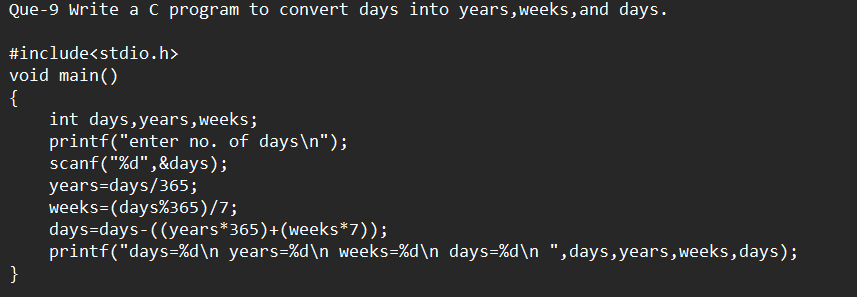 Que-9 Write a C program to convert days into years,weeks,and days.
#include<stdio.h>
void main()
{
    int days,years,weeks;
    printf("enter no. of days\n");
    scanf("%d",&days);
    years=days/365;
    weeks=(days%365)/7;
    days=days-((years*365)+(weeks*7));
    printf("days=%d\n years=%d\n weeks=%d\n days=%d\n ",days,years,weeks,days);
}